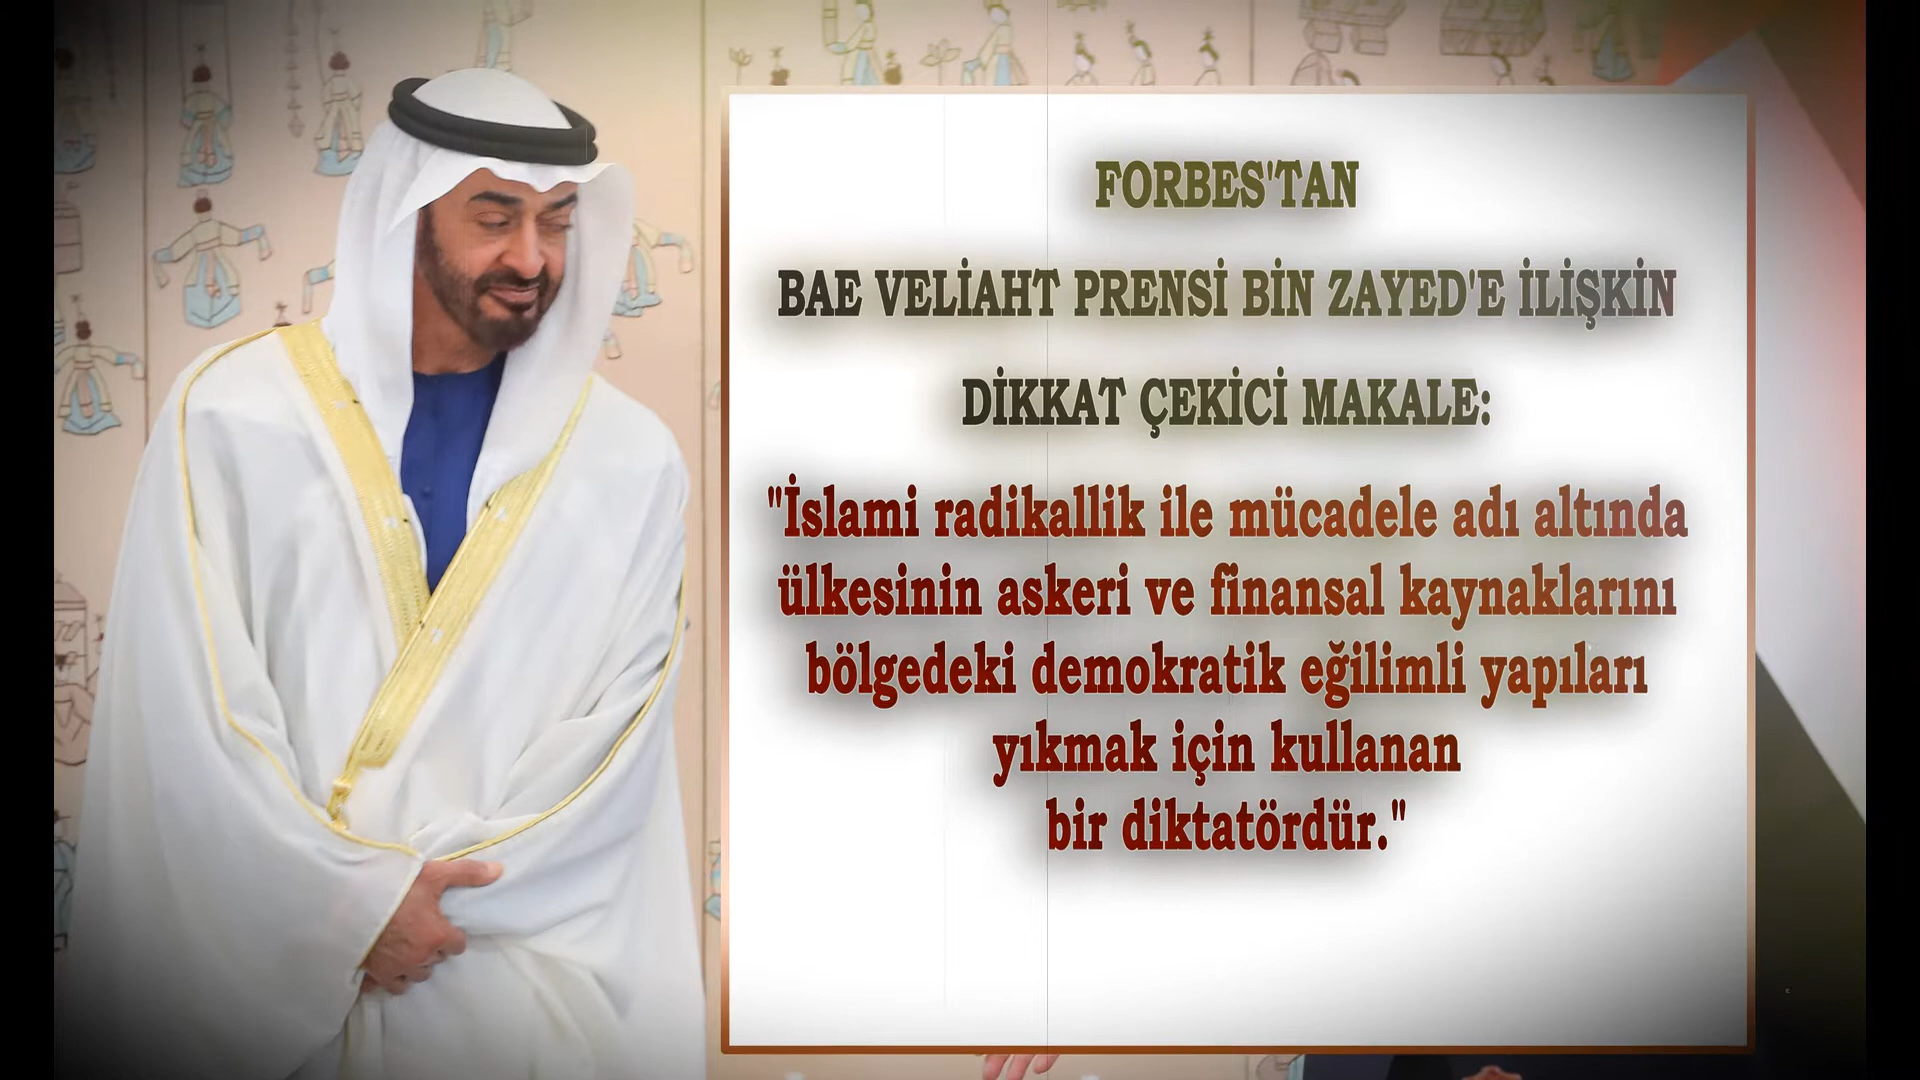 FORBES'TAN
BAE VELİAHT PRENSİ BİN ZAYED'E İLİŞKİN
DİKKAT ÇEKİCİ MAKALE:
"İslami radikallik ile mücadele adı altında
ülkesinin askeri ve finansal kaynaklarını
bölgedeki demokratik eğilimli yapıları
yıkmak için kullanan
bir diktatördür."